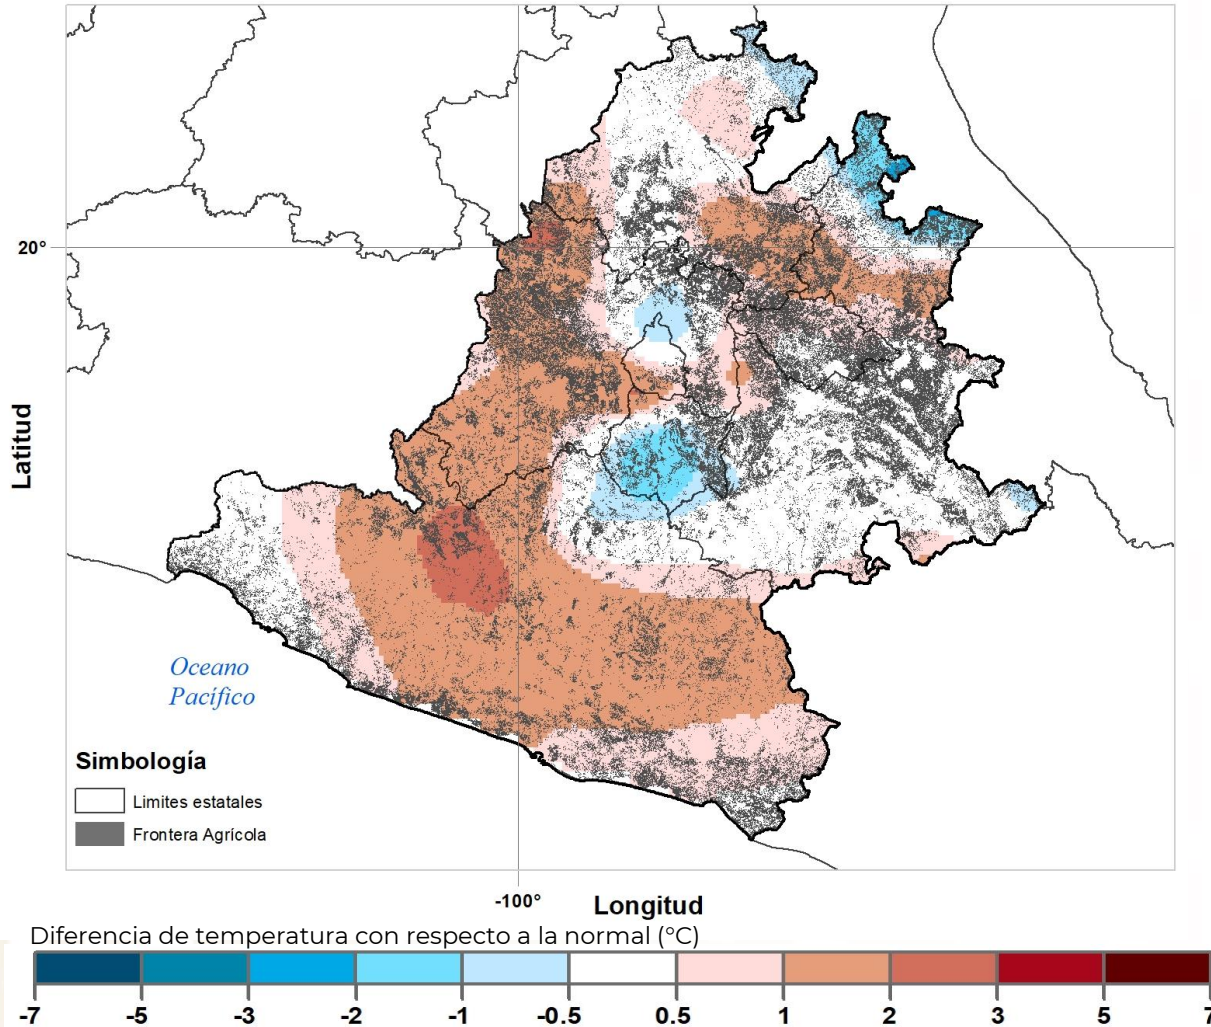 20°
Latitud
Oceano
Pacífico
Simbología
Limites estatales
Frontera Agrícola
-100°
Longitud
Diferencia de temperatura con respecto a la normal (°C)
-7 -5 -3 -2 -1 -0.5 0.5 1 2 3 5 7